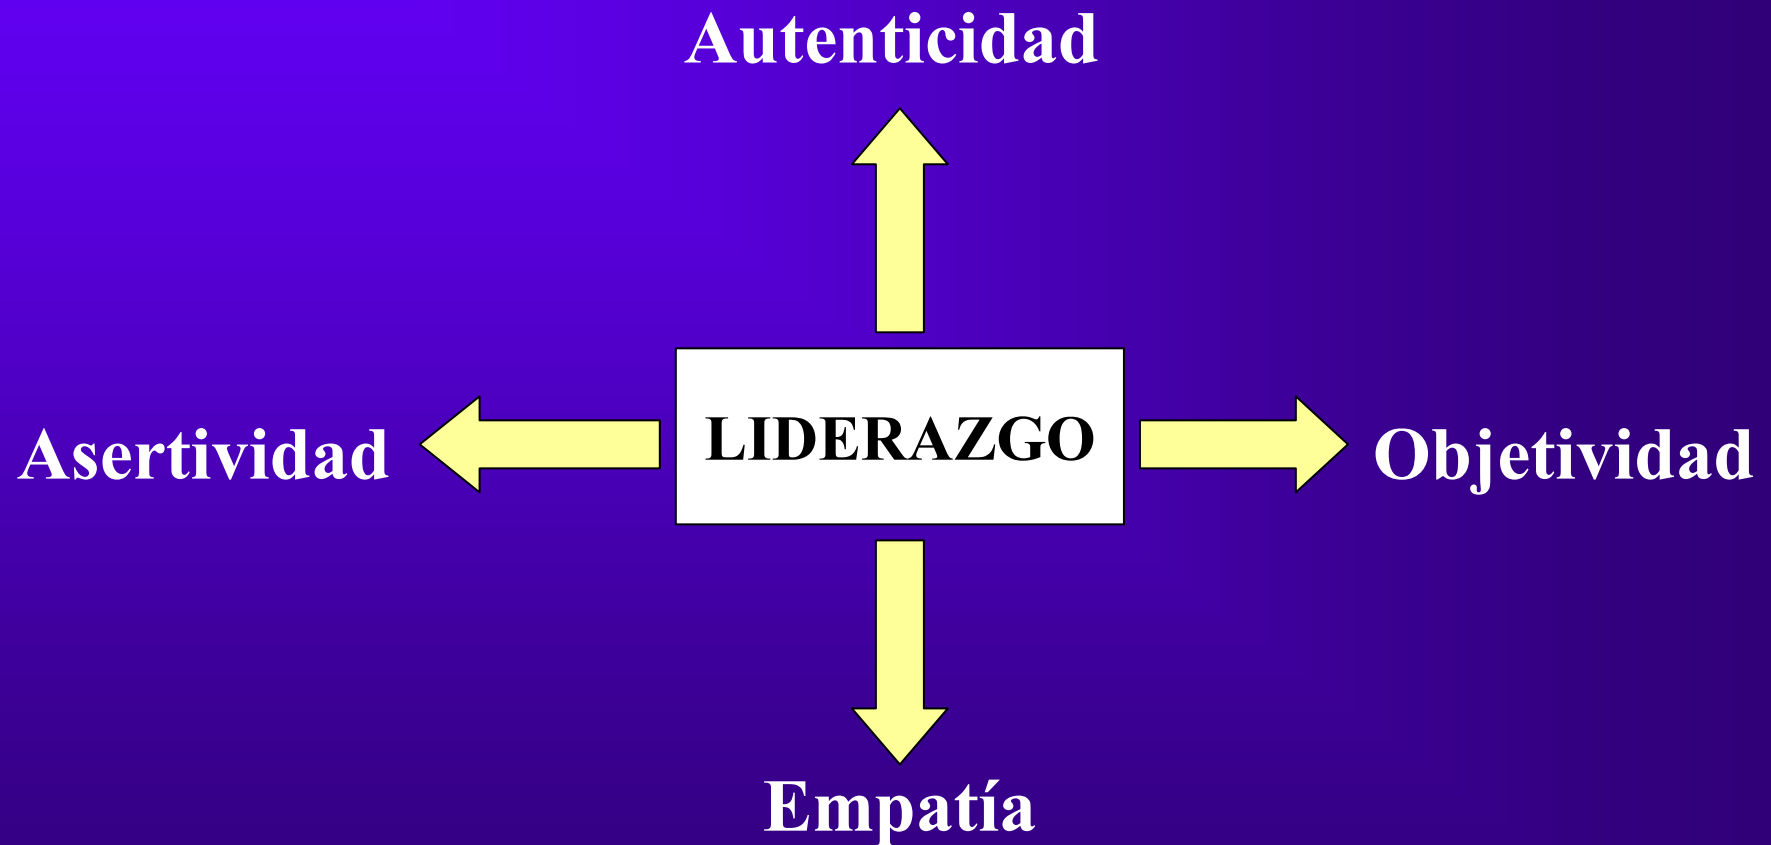 Autenticidad
Asertividad
LIDERAZGO
Objetividad
Empatía